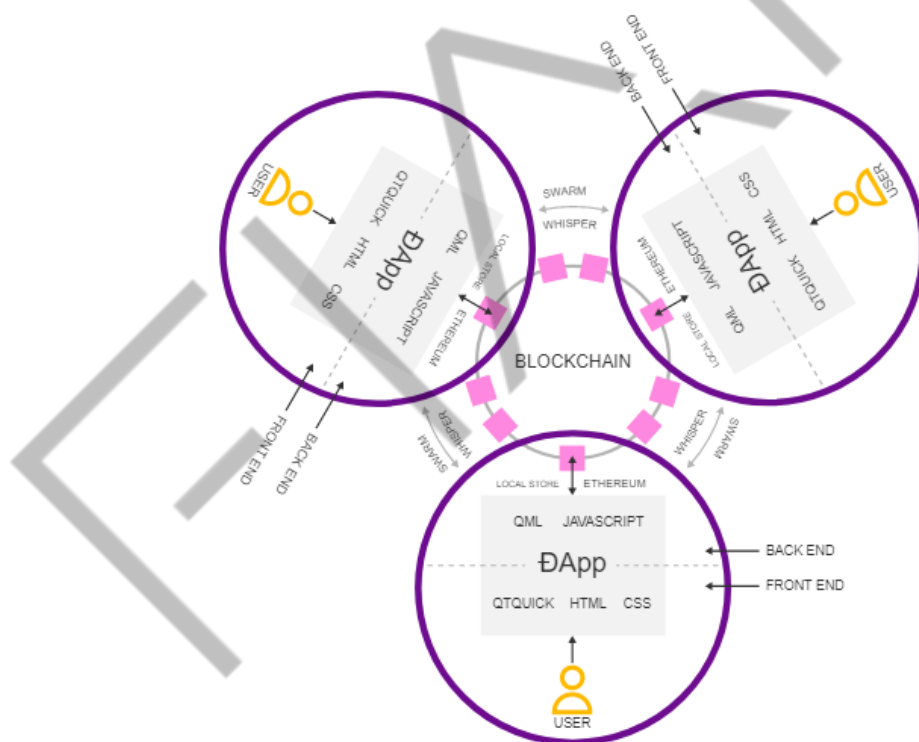 FRONT END
BACK END
USER
QTQUICK HTML CSS
ĐApp
QML JAVASCRIPT
LOCAL STORE ETHEREUM
FRONT END
BACK END
SWARM
WHISPER
USER
CSS HTML QTQUICK
ĐApp
JAVASCRIPT QML
ETHEREUM LOCAL STORE
BLOCKCHAIN
WHISPER
SWARM
WHISPER
SWARM
LOCAL STORE ETHEREUM
QML JAVASCRIPT
ĐApp
QTQUICK HTML CSS
BACK END
FRONT END
USER